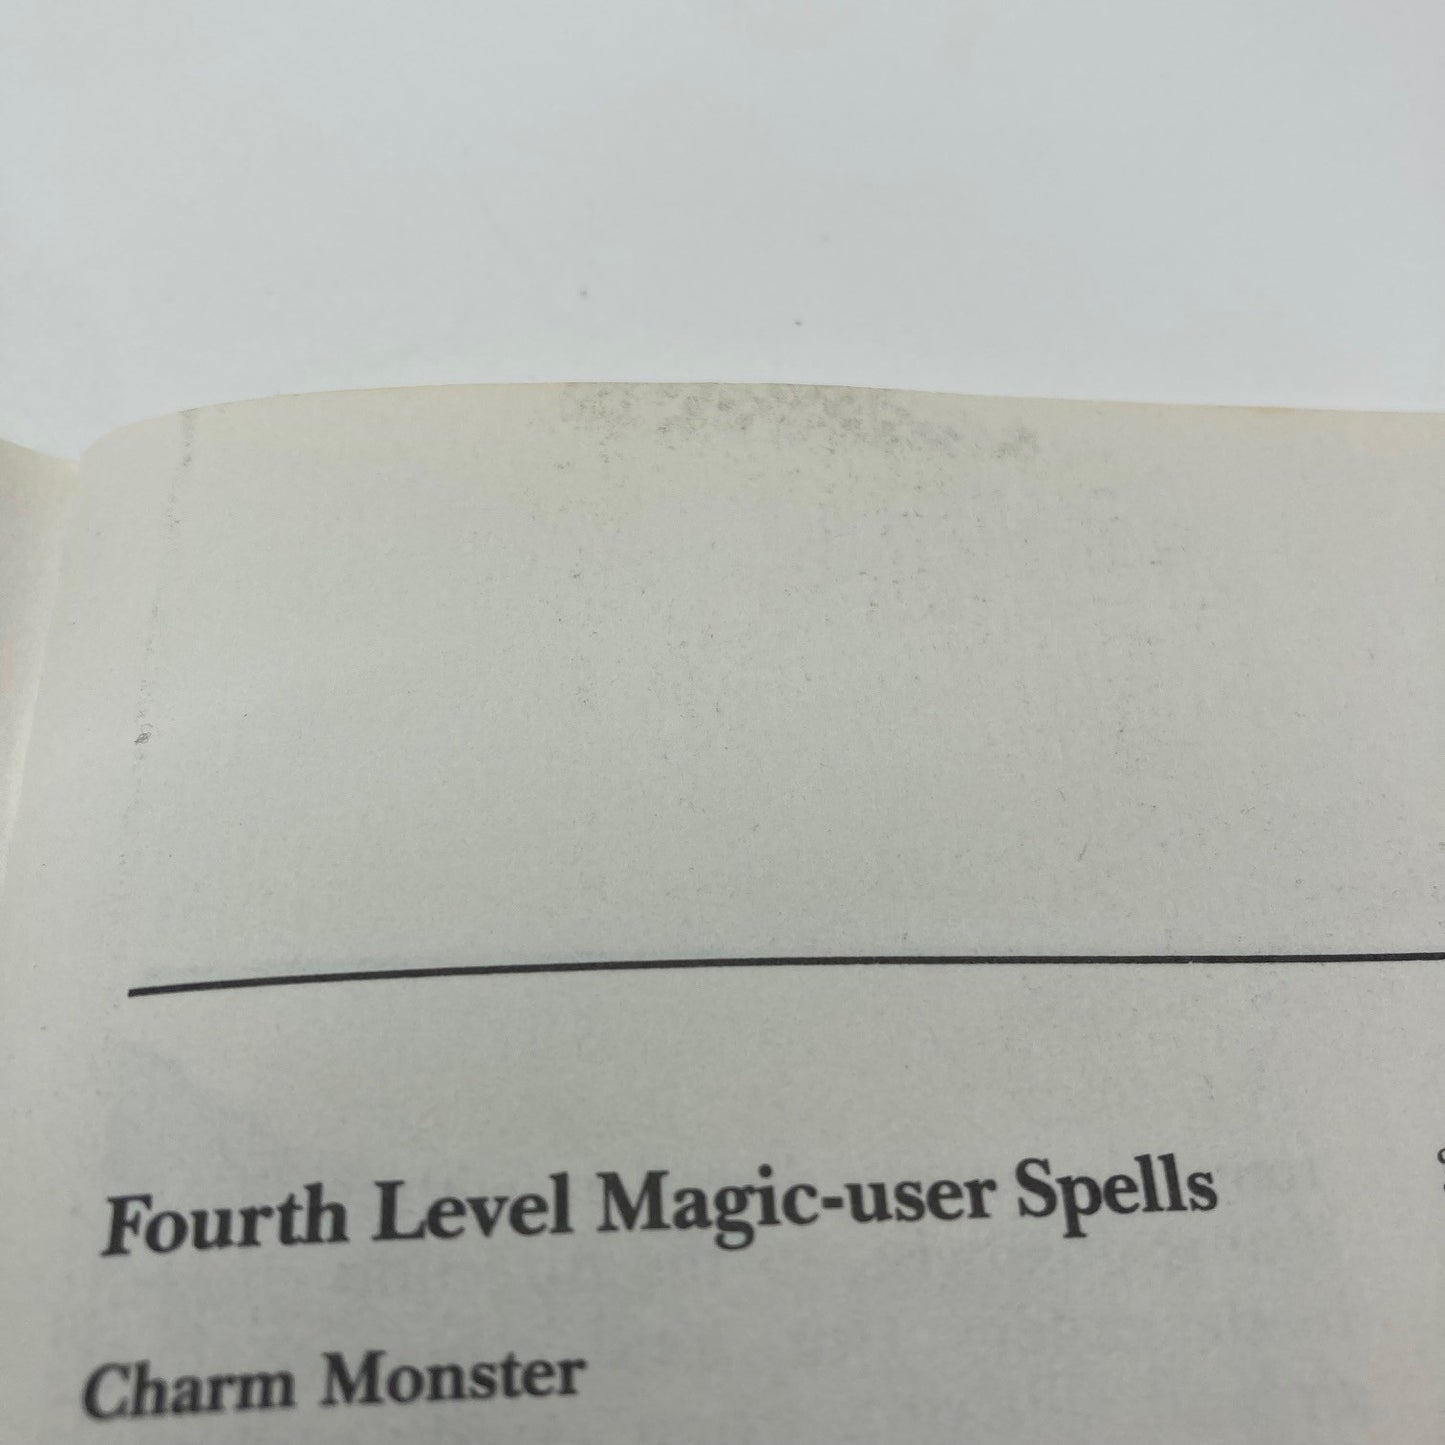 Fourth Level Magic-user Spells
Charm Monster